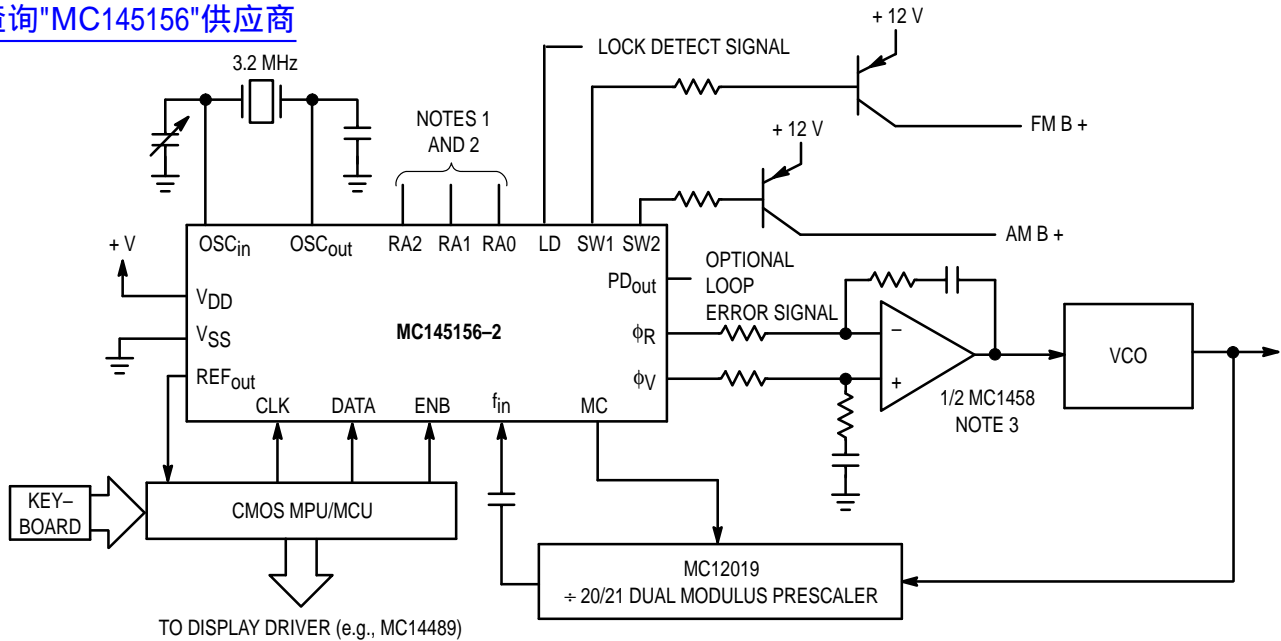 查询"MC145156"供应商
+ 12 V
LOCK DETECT SIGNAL
3.2 MHz
NOTES 1
AND 2
+ 12 V
FM B +
+ V
OSCin
OSCout
RA2
RA1
RA0
LD
SW1
SW2
AM B +
VDD
PDout
OPTIONAL
LOOP
ERROR SIGNAL
VSS
MC145156–2
ϕR
–
VCO
REFout
ϕV
+
1/2 MC1458
NOTE 3
CLK
DATA
ENB
fin
MC
KEY–
BOARD
CMOS MPU/MCU
MC12019
÷ 20/21 DUAL MODULUS PRESCALER
TO DISPLAY DRIVER (e.g., MC14489)